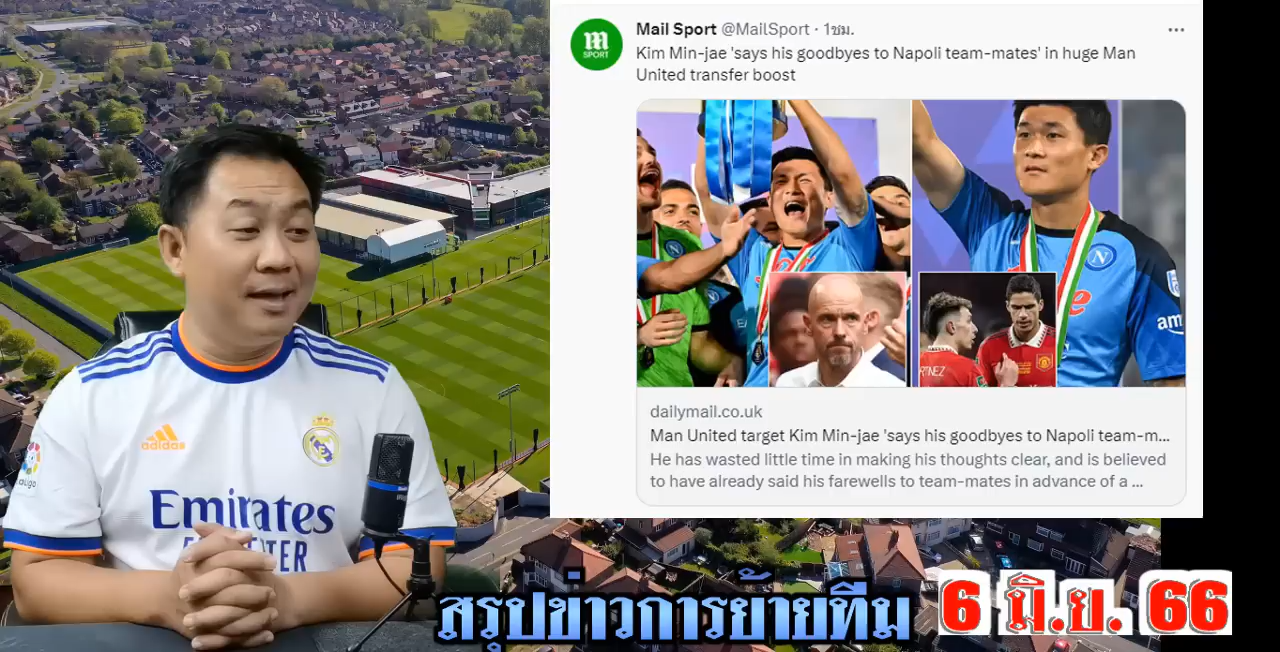 Mail Sport @MailSport · 1ชม.
Kim Min-jae 'says his goodbyes to Napoli team-mates' in huge Man
United transfer boost
dailymail.co.uk
Man United target Kim Min-jae 'says his goodbyes to Napoli team-m...
He has wasted little time in making his thoughts clear, and is believed
to have already said his farewells to team-mates in advance of a ...
m
SPORT
N
am
INEZ
adidas
Emirates
สรุปข่าวการย้ายทีม
6 มิ.ย. 66